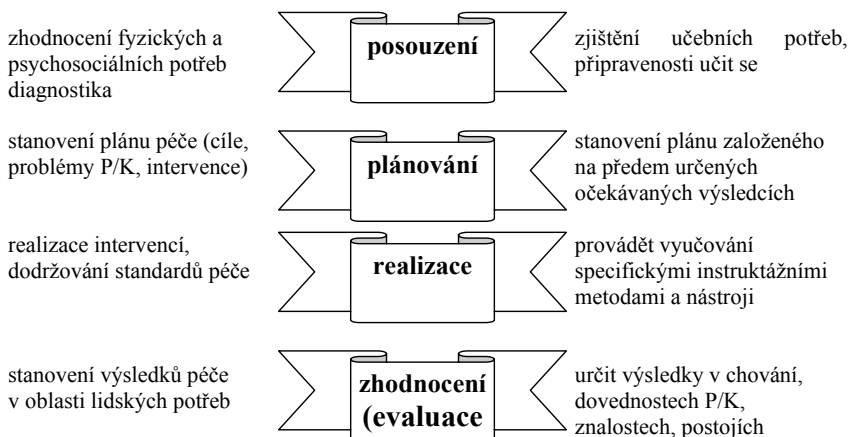 zhodnocení fyzických a
psychosociálních potřeb
diagnostika
posouzení
zjištění učebních potřeb,
připravenosti učit se
stanovení plánu péče (cíle,
problémy P/K, intervence)
plánování
stanovení plánu založeného
na předem určených
očekávaných výsledcích
realizace intervencí,
dodržování standardů péče
realizace
provádět vyučování
specifickými instruktážními
metodami a nástroji
stanovení výsledků péče
v oblasti lidských potřeb
zhodnocení
(evaluace
určit výsledky v chování,
dovednostech P/K,
znalostech, postojích